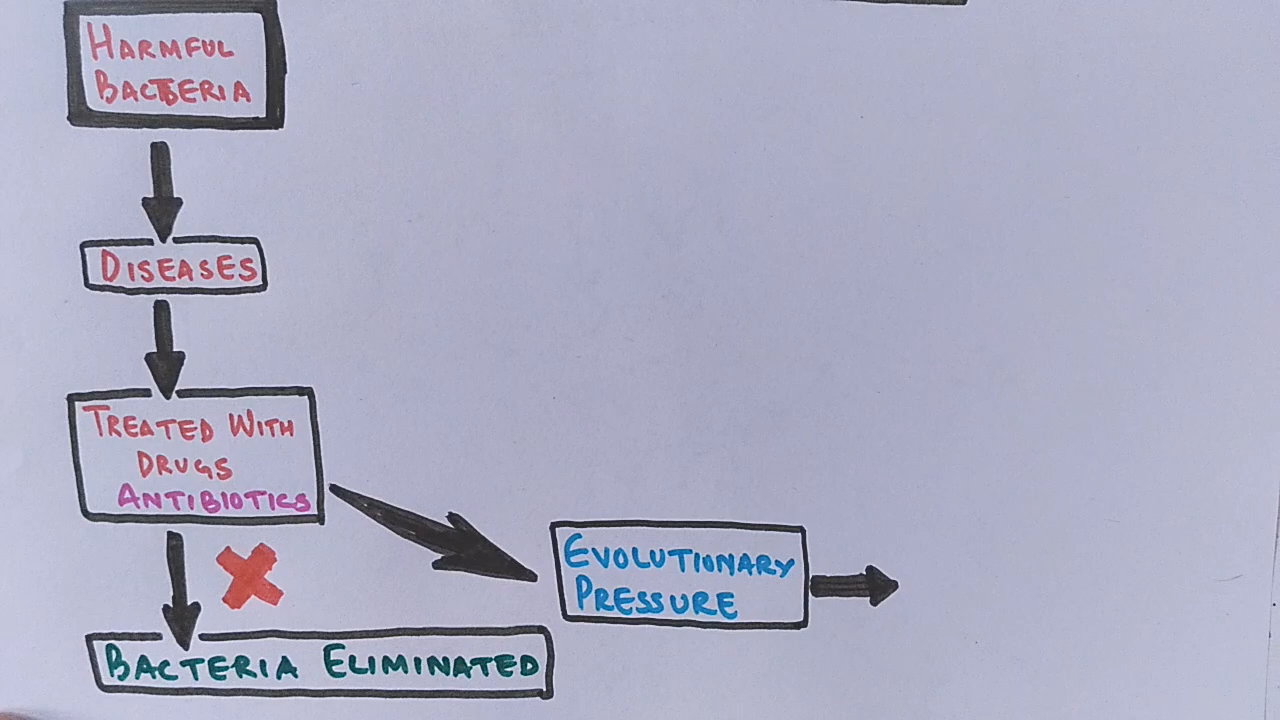 HARMFUL
BACTERIA
DISEASES
TREATED WITH
DRUGS
ANTIBIOTICS
EVOLUTIONARY
PRESSURE
BACTERIA ELIMINATED